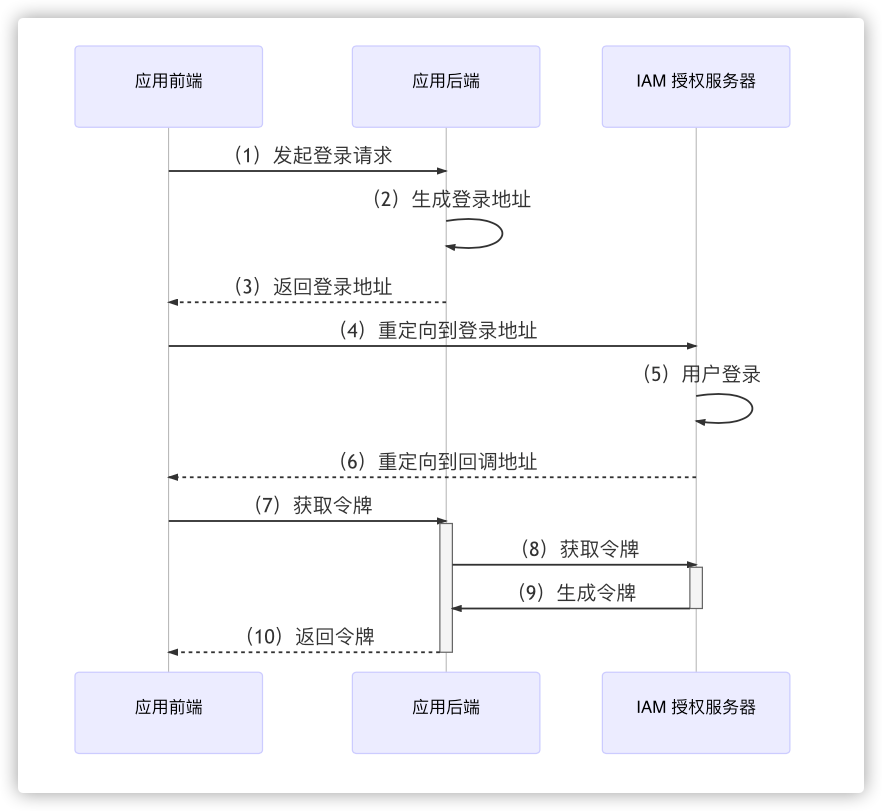 应用前端
应用后端
IAM 授权服务器
（1）发起登录请求
（2）生成登录地址
（3）返回登录地址
（4）重定向到登录地址
（5）用户登录
（6）重定向到回调地址
（7）获取令牌
（8）获取令牌
（9）生成令牌
（10）返回令牌
应用前端
应用后端
IAM 授权服务器